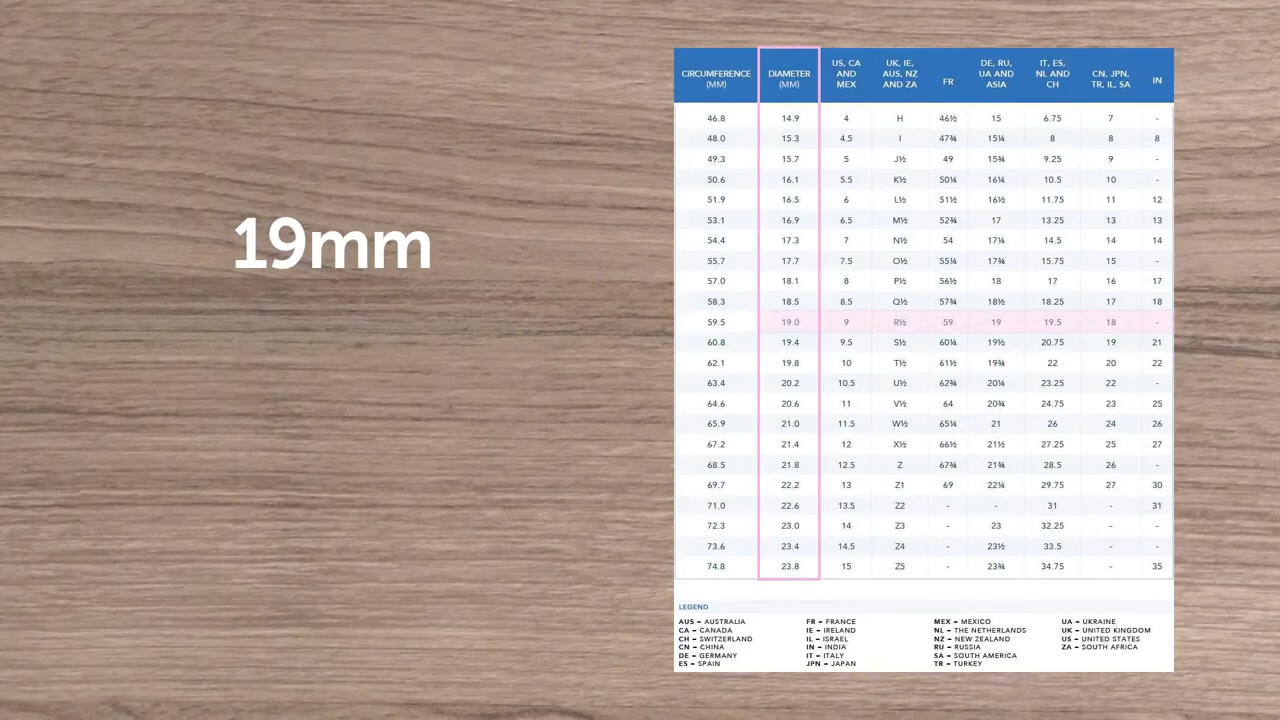 19mm
CIRCUMFERENCE (MM) DIAMETER (MM) US, CA AND MEX UK, IE, AUS, NZ AND ZA FR DE, RU, UA AND ASIA IT, ES, NL AND CH CN, JPN, TR, IL, SA IN
46.8 14.9 4 H 46½ 15 6.75 7 -
48.0 15.3 4.5 I 47¾ 15¼ 8 8 8
49.3 15.7 5 J½ 49 15¾ 9.25 9 -
50.6 16.1 5.5 K½ 50¼ 16¼ 10.5 10 -
51.9 16.5 6 L½ 51½ 16½ 11.75 11 12
53.1 16.9 6.5 M½ 52¾ 17 13.25 13 13
54.4 17.3 7 N½ 54 17¼ 14.5 14 14
55.7 17.7 7.5 O½ 55¼ 17¾ 15.75 15 -
57.0 18.1 8 P½ 56½ 18 17 16 17
58.3 18.5 8.5 Q½ 57¾ 18½ 18.25 17 18
59.5 19.0 9 R½ 59 19 19.5 18 -
60.8 19.4 9.5 S½ 60¼ 19½ 20.75 19 21
62.1 19.8 10 T½ 61½ 19¾ 22 20 22
63.4 20.2 10.5 U½ 62¾ 20¼ 23.25 22 -
64.6 20.6 11 V½ 64 20¾ 24.75 23 25
65.9 21.0 11.5 W½ 65¼ 21 26 24 26
67.2 21.4 12 X½ 66½ 21½ 27.25 25 27
68.5 21.8 12.5 Z 67¾ 21¾ 28.5 26 -
69.7 22.2 13 Z1 69 22¼ 29.75 27 30
71.0 22.6 13.5 Z2 - - 31 - 31
72.3 23.0 14 Z3 - 23 32.25 - -
73.6 23.4 14.5 Z4 - 23½ 33.5 - -
74.8 23.8 15 Z5 - 23¾ 34.75 - 35
LEGEND
AUS = AUSTRALIA FR = FRANCE MEX = MEXICO UA = UKRAINE
CA = CANADA IE = IRELAND NL = THE NETHERLANDS UK = UNITED KINGDOM
CH = SWITZERLAND IL = ISRAEL NZ = NEW ZEALAND US = UNITED STATES
CN = CHINA IN = INDIA RU = RUSSIA ZA = SOUTH AFRICA
DE = GERMANY IT = ITALY SA = SOUTH AMERICA
ES = SPAIN JPN = JAPAN TR = TURKEY